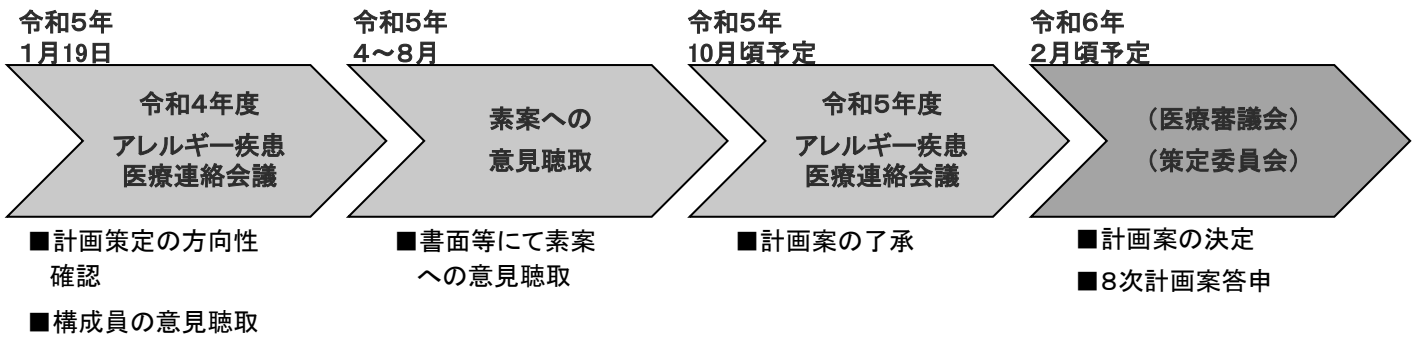 令和5年
1月19日
令和4年度
アレルギー疾患
医療連絡会議
■計画策定の方向性
確認
■構成員の意見聴取
令和5年
4～8月
素案への
意見聴取
■書面等にて素案
への意見聴取
令和5年
10月頃予定
令和5年度
アレルギー疾患
医療連絡会議
■計画案の了承
令和6年
2月頃予定
（医療審議会）
（策定委員会）
■計画案の決定
■8次計画案答申